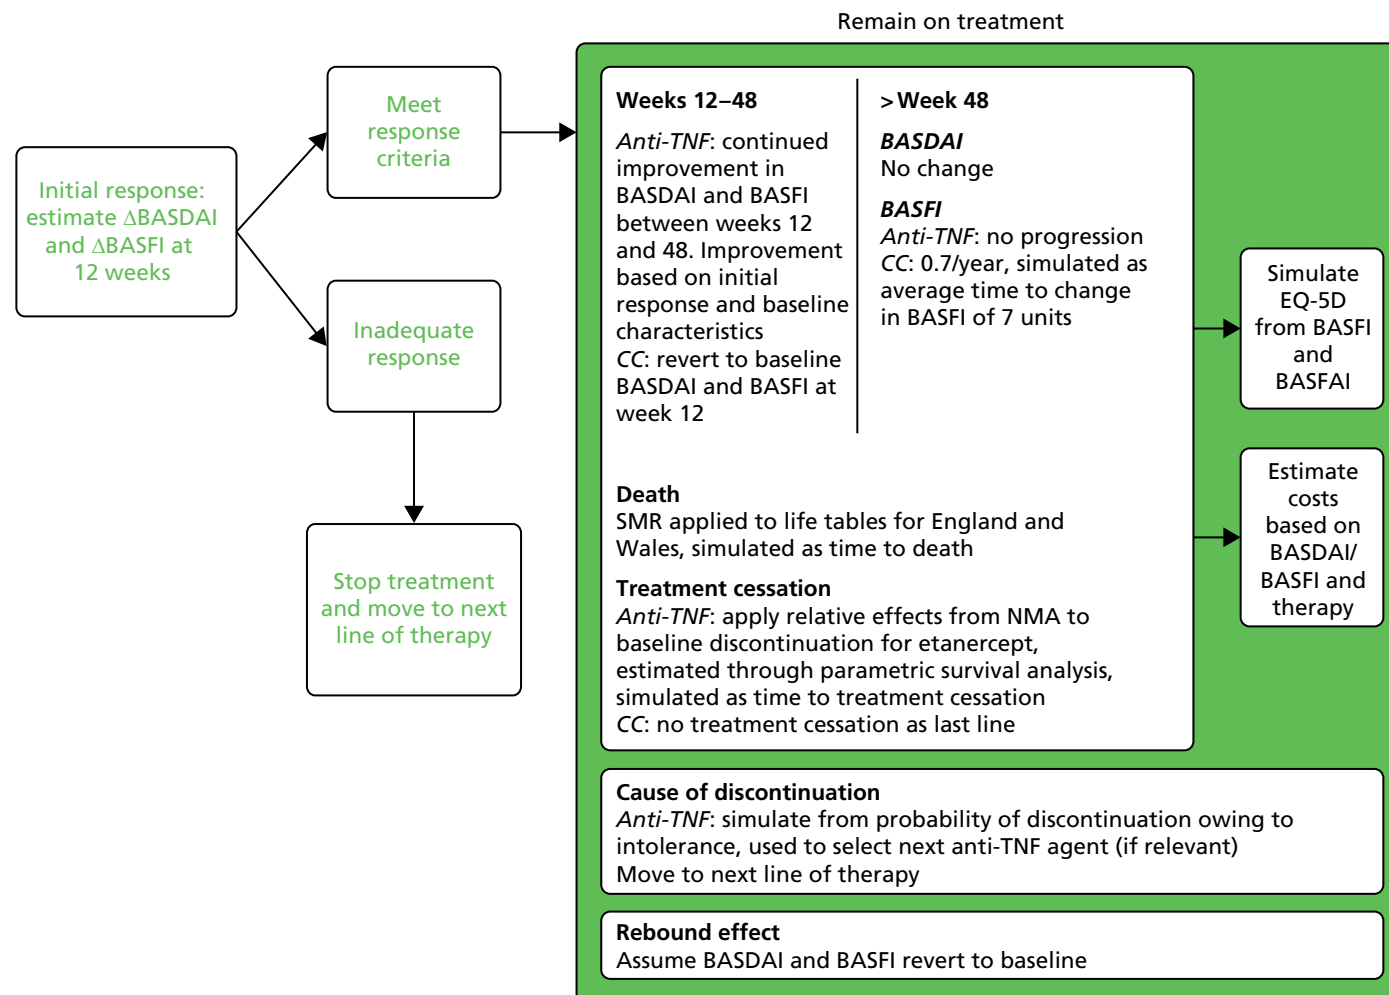 Remain on treatment
Initial response:
estimate ΔBASDAI
and ΔBASFI at
12 weeks
Meet
response
criteria
Inadequate
response
Stop treatment
and move to next
line of therapy
Weeks 12–48
Anti-TNF: continued
improvement in
BASDAI and BASFI
between weeks 12
and 48. Improvement
based on initial
response and baseline
characteristics
CC: revert to baseline
BASDAI and BASFI at
week 12
> Week 48
BASDAI
No change
BASFI
Anti-TNF: no progression
CC: 0.7/year, simulated as
average time to change
in BASFI of 7 units
Death
SMR applied to life tables for England and
Wales, simulated as time to death
Treatment cessation
Anti-TNF: apply relative effects from NMA to
baseline discontinuation for etanercept,
estimated through parametric survival analysis,
simulated as time to treatment cessation
CC: no treatment cessation as last line
Simulate
EQ-5D
from BASFI
and
BASFAI
Estimate
costs
based on
BASDAI/
BASFI and
therapy
Cause of discontinuation
Anti-TNF: simulate from probability of discontinuation owing to
intolerance, used to select next anti-TNF agent (if relevant)
Move to next line of therapy
Rebound effect
Assume BASDAI and BASFI revert to baseline